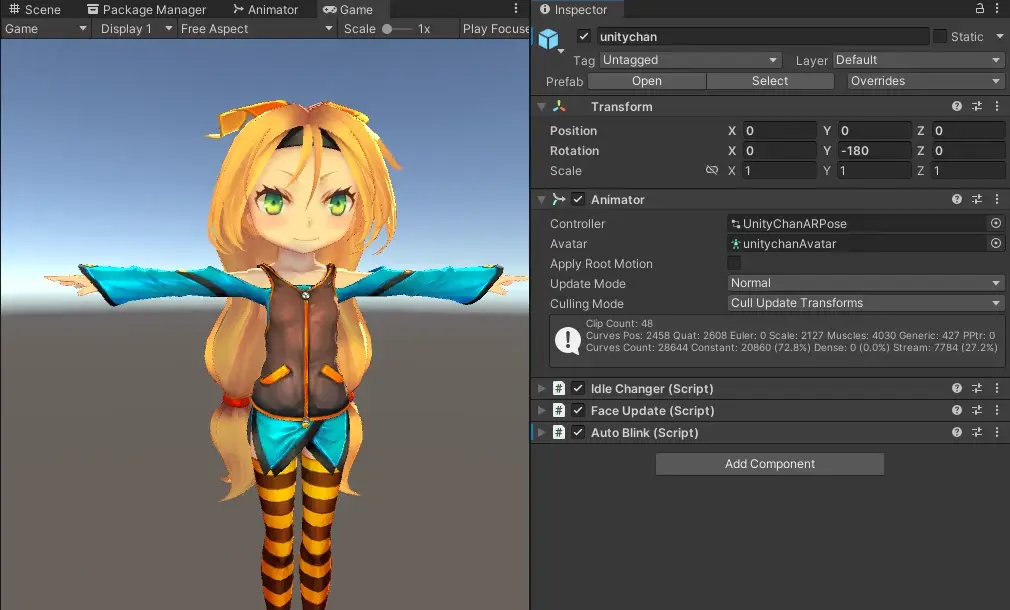 Scene Package Manager Animator Game
Game Display 1 Free Aspect Scale 1x Play Focuse
Inspector
unitychan Static
Tag Untagged Layer Default
Prefab Open Select Overrides
Transform
Position X 0 Y 0 Z 0
Rotation X 0 Y -180 Z 0
Scale X 1 Y 1 Z 1
Animator
Controller UnityChanARPose
Avatar unitychanAvatar
Apply Root Motion
Update Mode Normal
Culling Mode Cull Update Transforms
Clip Count: 48
Curves Pos: 2458 Quat: 2608 Euler: 0 Scale: 2127 Muscles: 4030 Generic: 427 PPtr: 0
Curves Count: 28644 Constant: 20860 (72.8%) Dense: 0 (0.0%) Stream: 7784 (27.2%)
# Idle Changer (Script)
# Face Update (Script)
# Auto Blink (Script)
Add Component